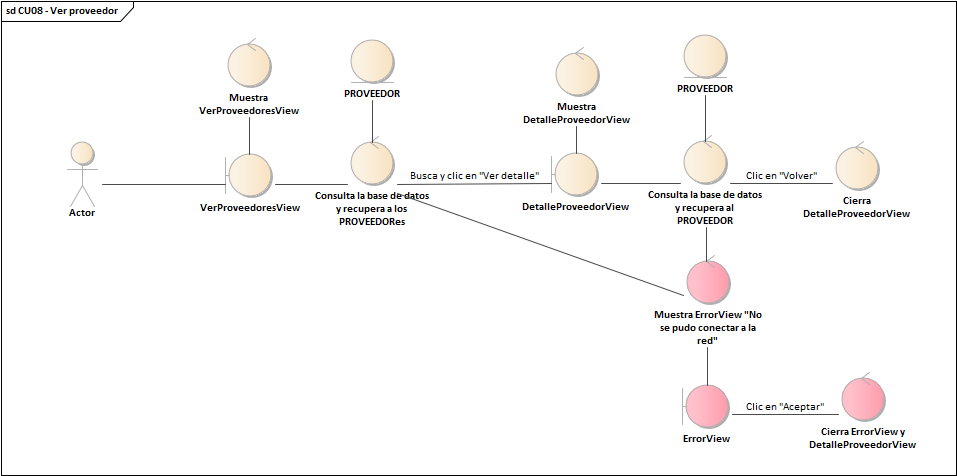 sd CU08 - Ver proveedor
Muestra
VerProveedoresView
PROVEEDOR
Muestra
DetalleProveedorView
PROVEEDOR
Actor
VerProveedoresView
Consulta la base de datos
y recupera a los
PROVEEDORes
Busca y clic en "Ver detalle"
DetalleProveedorView
Consulta la base de datos
y recupera al
PROVEEDOR
Clic en "Volver"
Cierra
DetalleProveedorView
Muestra ErrorView "No
se pudo conectar a la
red"
ErrorView
Clic en "Aceptar"
Cierra ErrorView y
DetalleProveedorView